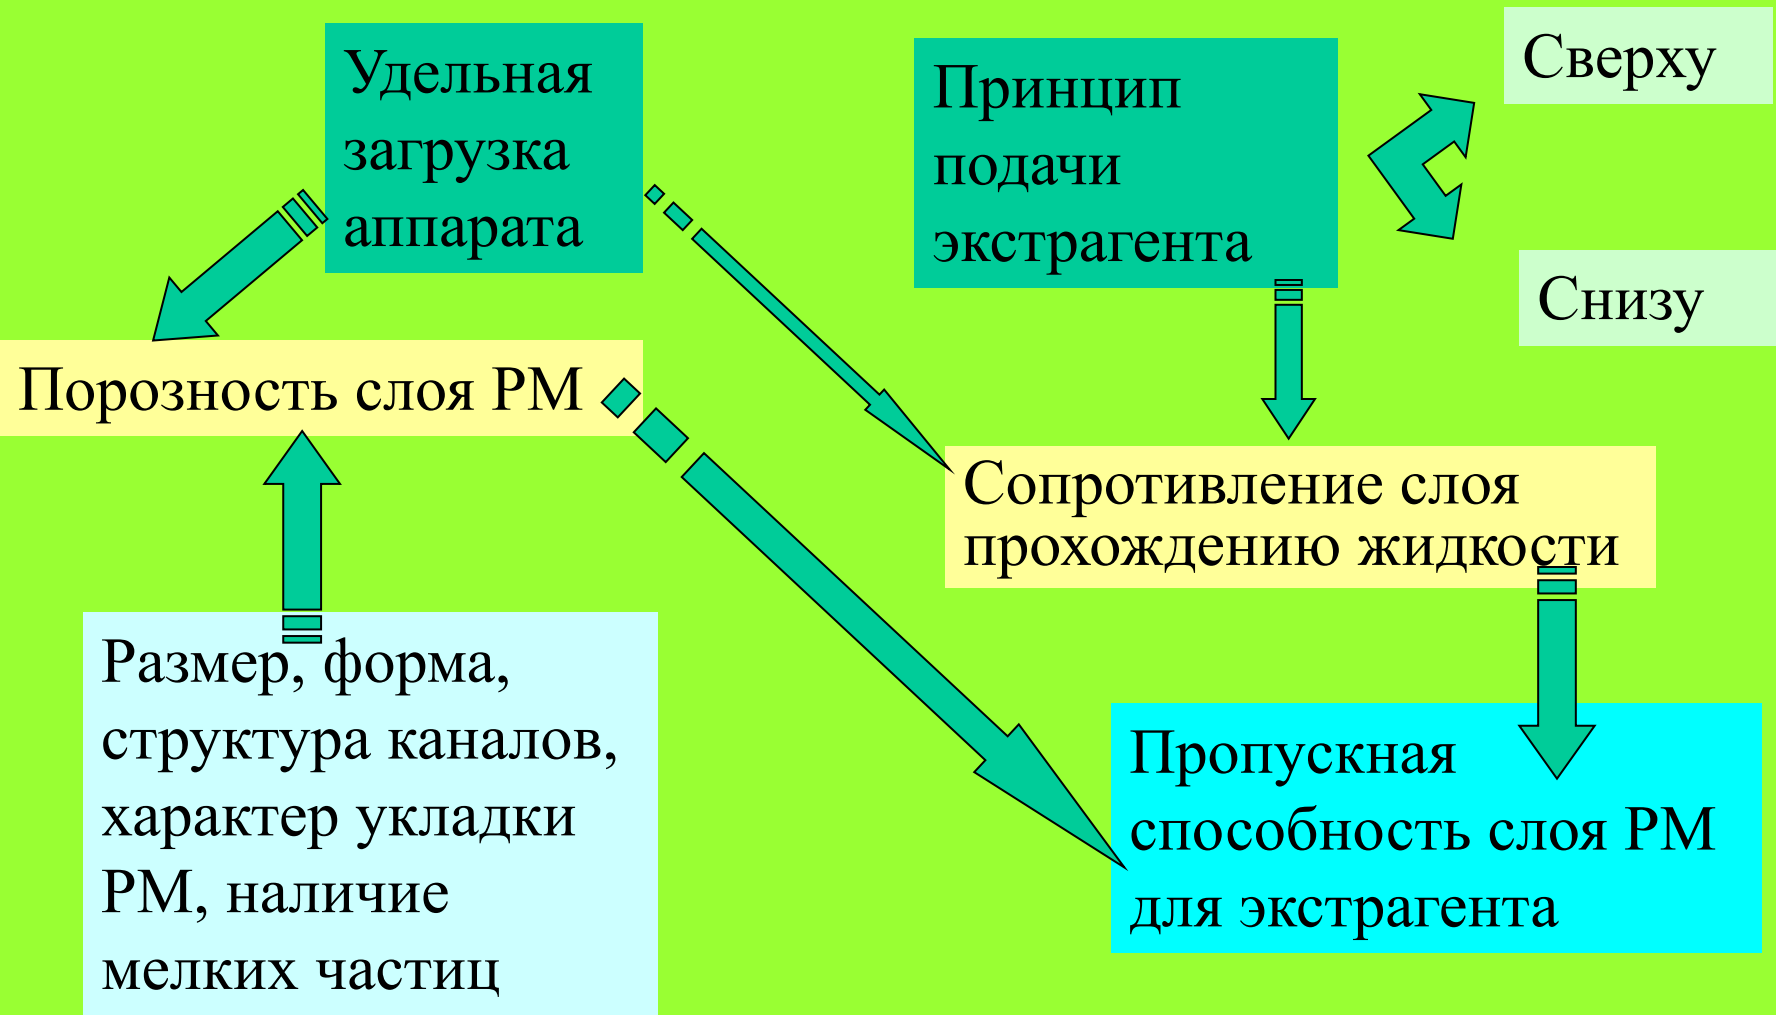 Удельная
загрузка
аппарата
Принцип
подачи
экстрагента
Сверху
Снизу
Порозность слоя РМ
Сопротивление слоя
прохождению жидкости
Размер, форма,
структура каналов,
характер укладки
РМ, наличие
мелких частиц
Пропускная
способность слоя РМ
для экстрагента